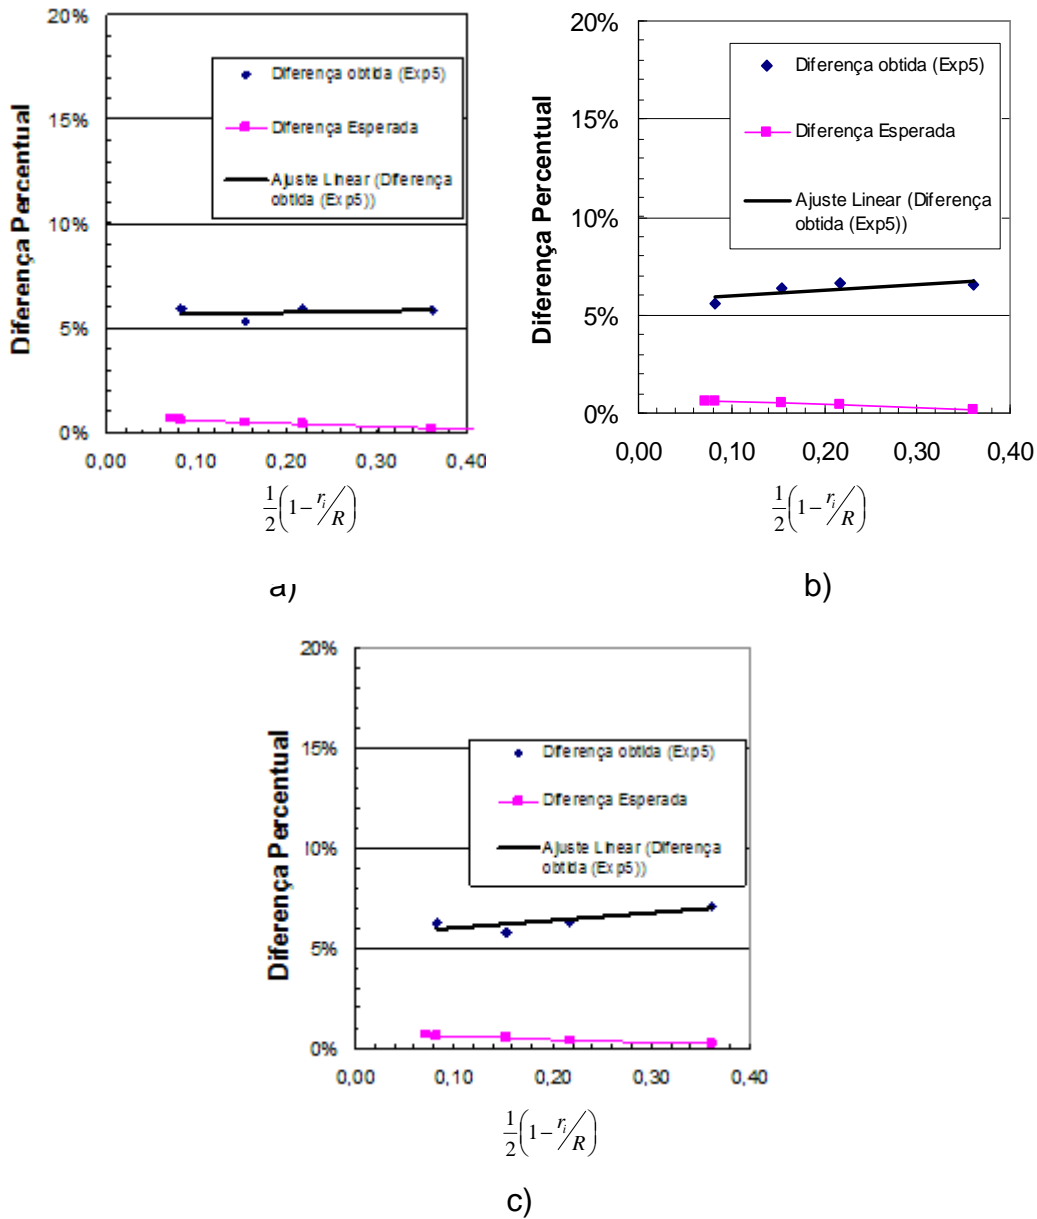 20%
15%
10%
5%
0%
Diferença Percentual
Diferença obtida (Exp5)
Diferença Esperada
Ajuste Linear (Diferença
obtida (Exp5))
0,00 0,10 0,20 0,30 0,40
1/2(1-r_i/R)
a)
20%
15%
10%
5%
0%
Diferença Percentual
Diferença obtida (Exp5)
Diferença Esperada
Ajuste Linear (Diferença
obtida (Exp5))
0,00 0,10 0,20 0,30 0,40
1/2(1-r_i/R)
b)
20%
15%
10%
5%
0%
Diferença Percentual
Diferença obtida (Exp5)
Diferença Esperada
Ajuste Linear (Diferença
obtida (Exp5))
0,00 0,10 0,20 0,30 0,40
1/2(1-r_i/R)
c)